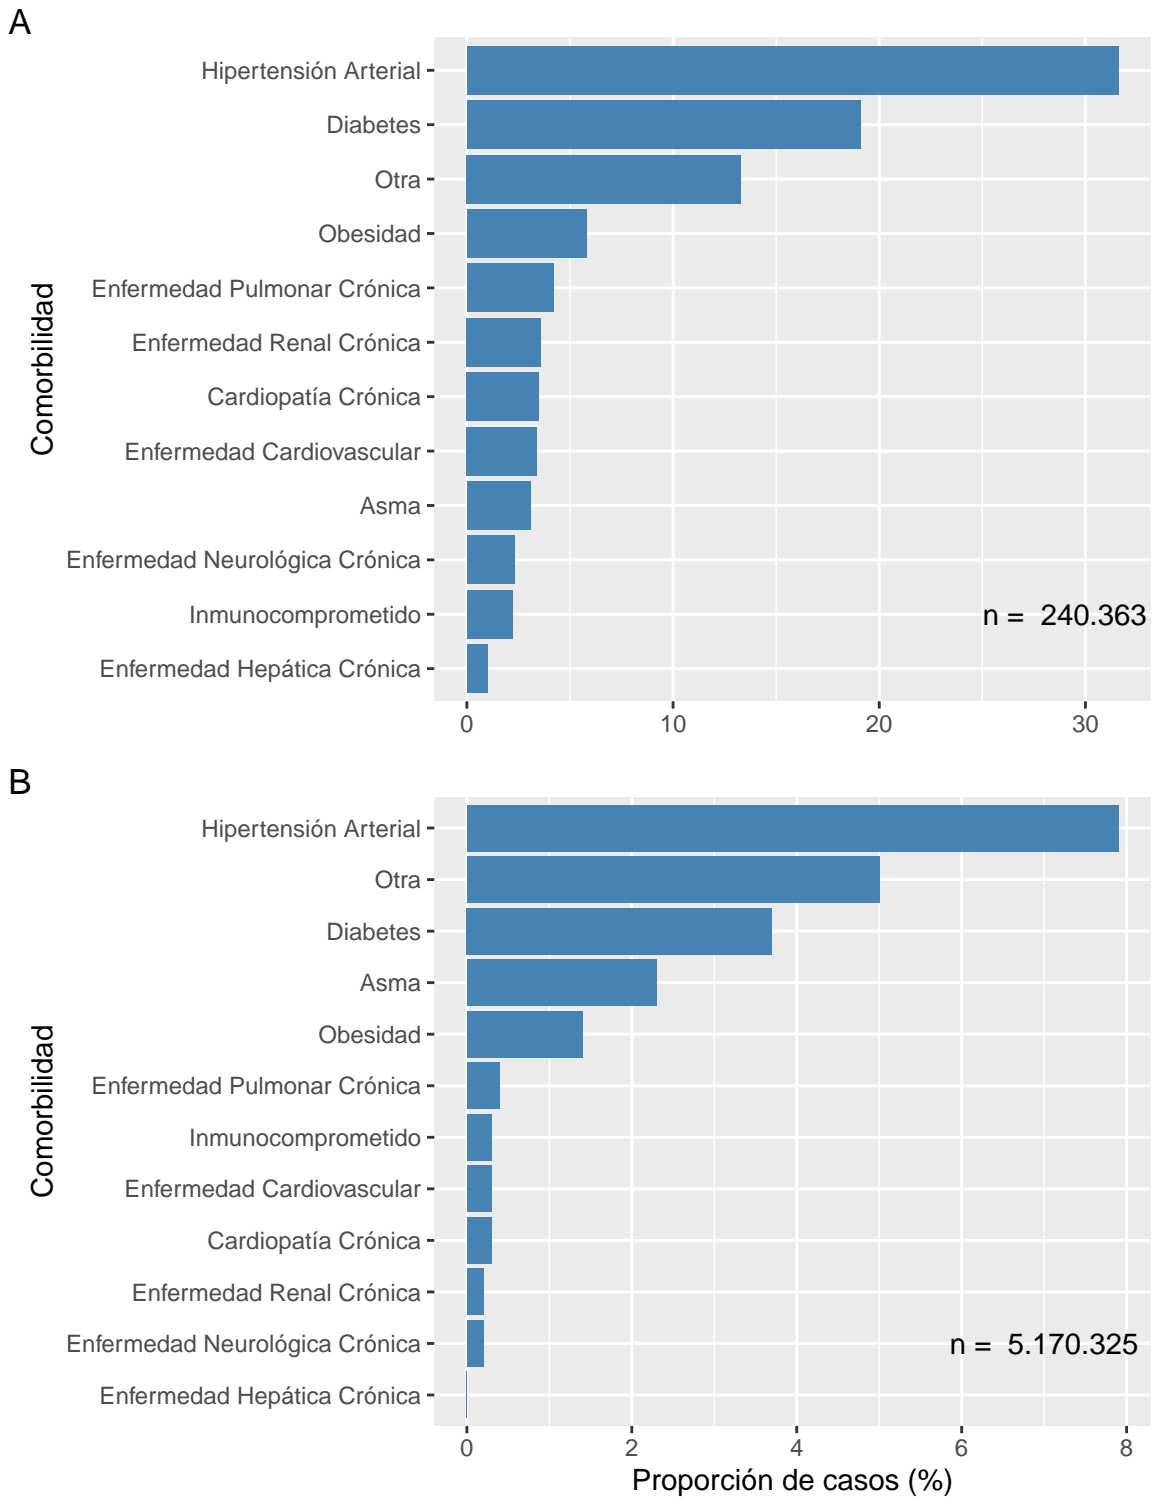 A
Hipertensión Arterial
Diabetes
Otra
Obesidad
Enfermedad Pulmonar Crónica
Enfermedad Renal Crónica
Cardiopatía Crónica
Enfermedad Cardiovascular
Asma
Enfermedad Neurológica Crónica
Inmunocomprometido
Enfermedad Hepática Crónica
Comorbilidad
n = 240.363
0 10 20 30
B
Hipertensión Arterial
Otra
Diabetes
Asma
Obesidad
Enfermedad Pulmonar Crónica
Inmunocomprometido
Enfermedad Cardiovascular
Cardiopatía Crónica
Enfermedad Renal Crónica
Enfermedad Neurológica Crónica
Enfermedad Hepática Crónica
Comorbilidad
n = 5.170.325
0 2 4 6 8
Proporción de casos (%)